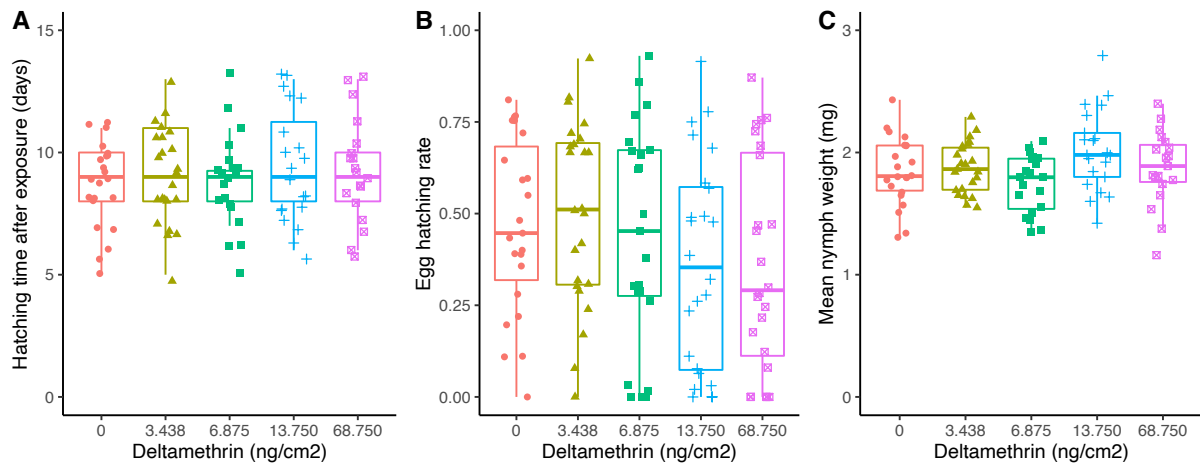 A
Hatching time after exposure (days)
15
10
5
0
0 3.438 6.875 13.750 68.750
Deltamethrin (ng/cm2)
B
Egg hatching rate
1.00
0.75
0.50
0.25
0.00
0 3.438 6.875 13.750 68.750
Deltamethrin (ng/cm2)
C
Mean nymph weight (mg)
3
2
1
0
0 3.438 6.875 13.750 68.750
Deltamethrin (ng/cm2)